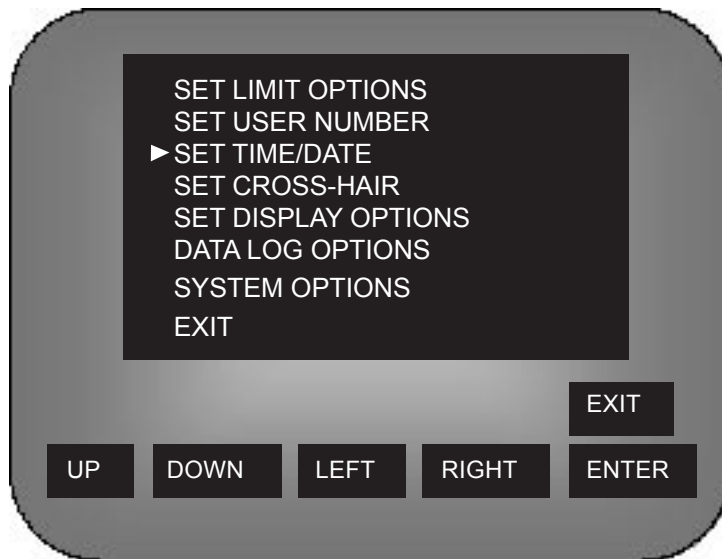 SET LIMIT OPTIONS
SET USER NUMBER
SET TIME/DATE
SET CROSS-HAIR
SET DISPLAY OPTIONS
DATA LOG OPTIONS
SYSTEM OPTIONS
EXIT
EXIT
UP DOWN LEFT RIGHT ENTER